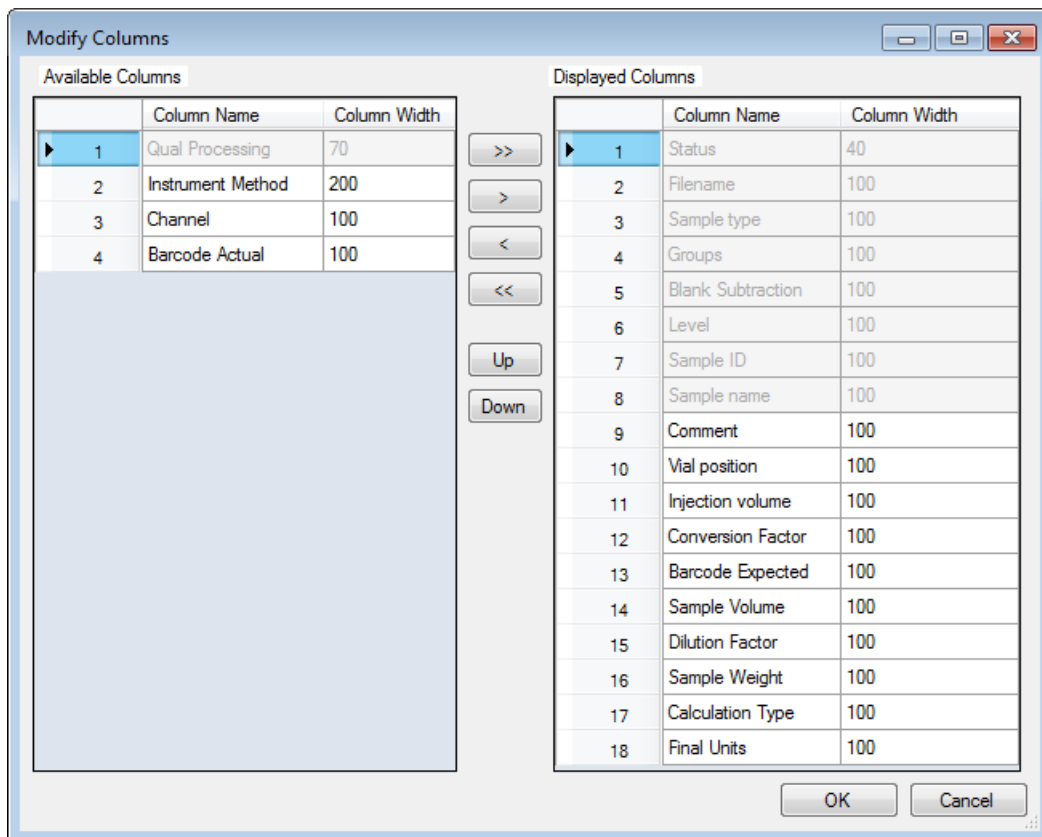 Modify Columns
Available Columns
Column Name Column Width
1 Qual Processing 70
2 Instrument Method 200
3 Channel 100
4 Barcode Actual 100
>>
>
<
<<
Up
Down
Displayed Columns
Column Name Column Width
1 Status 40
2 Filename 100
3 Sample type 100
4 Groups 100
5 Blank Subtraction 100
6 Level 100
7 Sample ID 100
8 Sample name 100
9 Comment 100
10 Vial position 100
11 Injection volume 100
12 Conversion Factor 100
13 Barcode Expected 100
14 Sample Volume 100
15 Dilution Factor 100
16 Sample Weight 100
17 Calculation Type 100
18 Final Units 100
OK Cancel